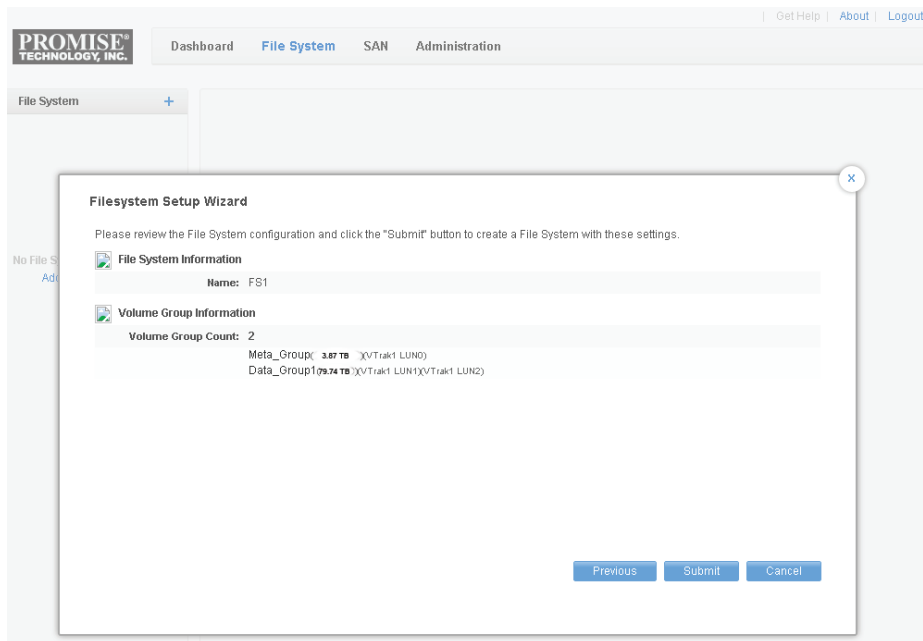 Get Help | About | Logout
PROMISE®
TECHNOLOGY, INC.
Dashboard File System SAN Administration
File System +
No File S
Add
x
Filesystem Setup Wizard
Please review the File System configuration and click the "Submit" button to create a File System with these settings.
File System Information
Name: FS1
Volume Group Information
Volume Group Count: 2
Meta_Group( 3.87 TB )(VTrak1 LUN0)
Data_Group1(79.74 TB)(VTrak1 LUN1)(VTrak1 LUN2)
Previous Submit Cancel